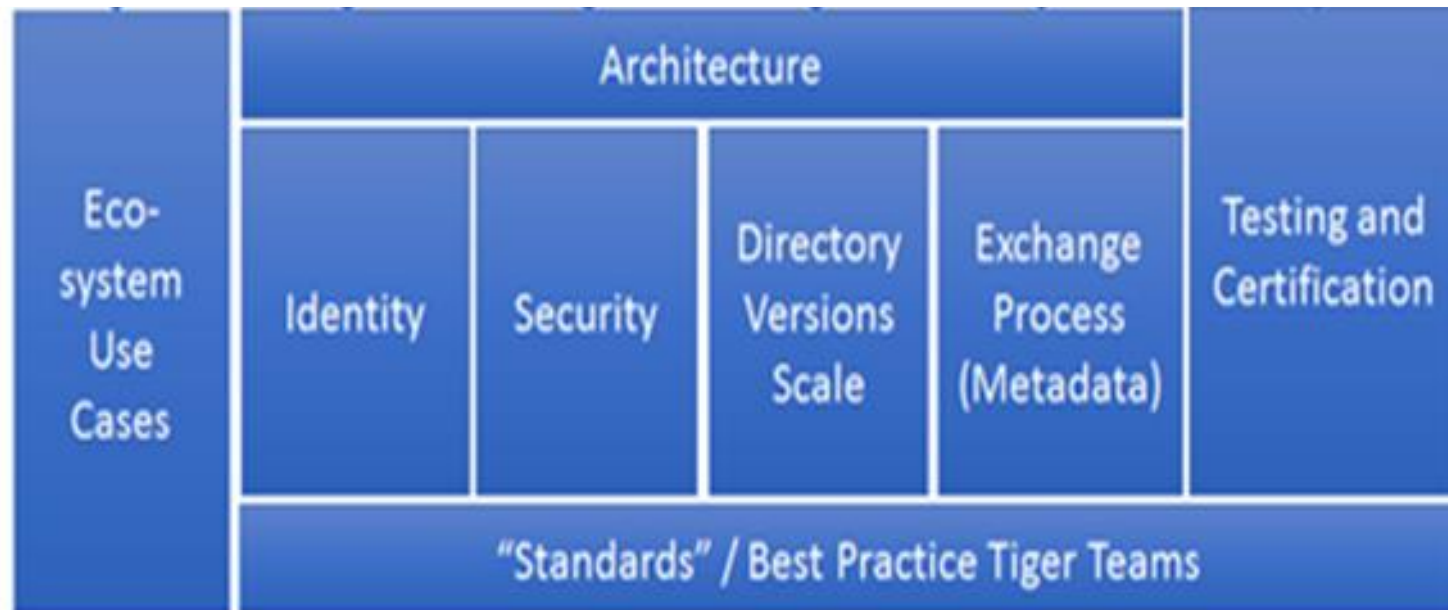 Architecture
Eco-
system
Use
Cases
Identity
Security
Directory
Versions
Scale
Exchange
Process
(Metadata)
Testing and
Certification
“Standards” / Best Practice Tiger Teams